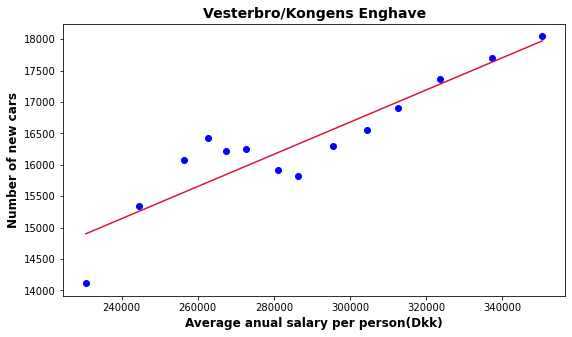 Vesterbro/Kongens Enghave
18000
17500
17000
16500
16000
15500
15000
14500
14000
Number of new cars
240000 260000 280000 300000 320000 340000
Average anual salary per person(Dkk)